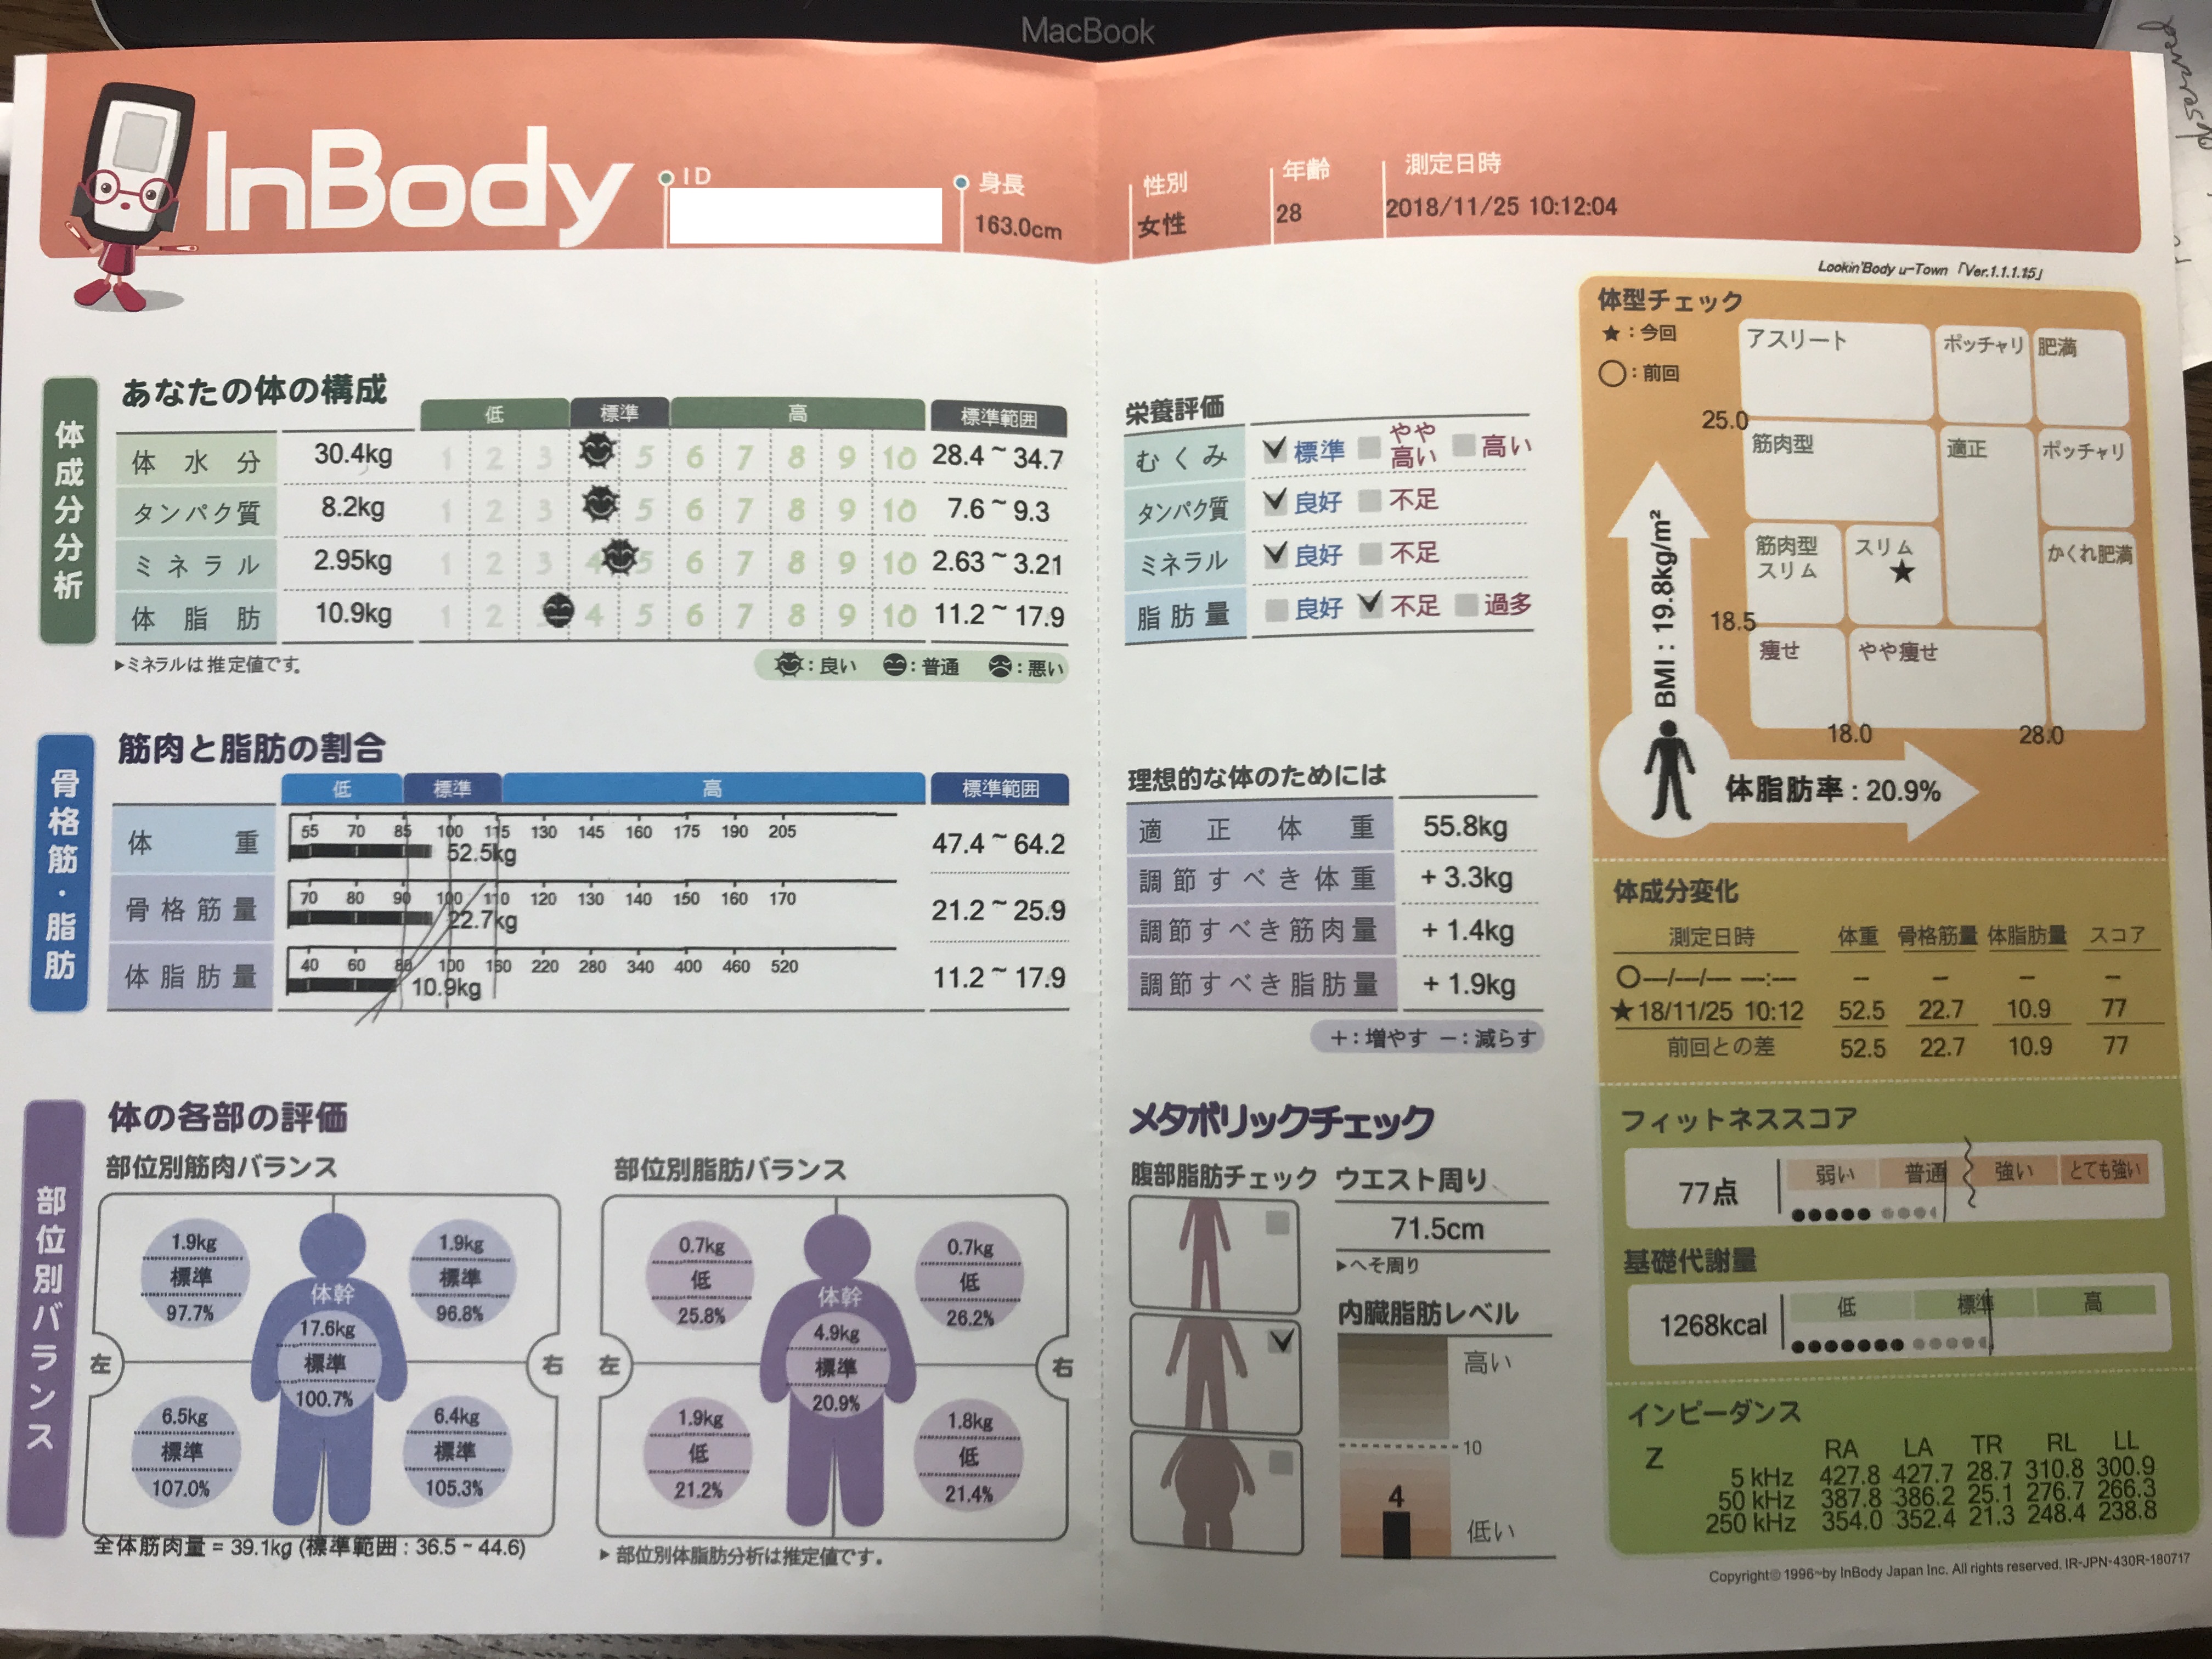 MacBook
InBody
ID
身長
163.0cm
性別
女性
年齢
28
測定日時
2018/11/25 10:12:04
Lookin'Body u-Town 「Ver.1.1.1.15」
体成分分析
あなたの体の構成
低 標準 高 標準範囲
体水分 30.4kg 1 2 3 5 6 7 8 9 10 28.4 ~ 34.7
タンパク質 8.2kg 1 2 3 5 6 7 8 9 10 7.6 ~ 9.3
ミネラル 2.95kg 1 2 3 4 5 6 7 8 9 10 2.63 ~ 3.21
体脂肪 10.9kg 1 2 3 4 5 6 7 8 9 10 11.2 ~ 17.9
▶ミネラルは推定値です。
：良い ：普通 ：悪い
栄養評価
むくみ 標準 やや高い 高い
タンパク質 良好 不足
ミネラル 良好 不足
脂肪量 良好 不足 過多
骨格筋・脂肪
筋肉と脂肪の割合
低 標準 高 標準範囲
体重 55 70 85 100 115 130 145 160 175 190 205 47.4 ~ 64.2
52.5kg
骨格筋量 70 80 90 100 110 120 130 140 150 160 170 21.2 ~ 25.9
22.7kg
体脂肪量 40 60 80 100 160 220 280 340 400 460 520 11.2 ~ 17.9
10.9kg
理想的な体のためには
適正体重 55.8kg
調節すべき体重 + 3.3kg
調節すべき筋肉量 + 1.4kg
調節すべき脂肪量 + 1.9kg
＋：増やす －：減らす
部位別バランス
体の各部の評価
部位別筋肉バランス
1.9kg
標準
97.7%
1.9kg
標準
96.8%
体幹
17.6kg
標準
100.7%
左 右
6.5kg
標準
107.0%
6.4kg
標準
105.3%
全体筋肉量 = 39.1kg (標準範囲 : 36.5 ~ 44.6)
部位別脂肪バランス
0.7kg
低
25.8%
0.7kg
低
26.2%
体幹
4.9kg
標準
20.9%
左 右
1.9kg
低
21.2%
1.8kg
低
21.4%
▶ 部位別体脂肪分析は推定値です。
メタボリックチェック
腹部脂肪チェック
ウエスト周り
71.5cm
▶へそ周り
内臓脂肪レベル
高い
10
4
低い
体型チェック
★：今回
○：前回
アスリート ポッチャリ 肥満
25.0
筋肉型 適正 ポッチャリ
筋肉型スリム スリム かくれ肥満
★
18.5
痩せ やや痩せ
18.0 28.0
BMI : 19.8kg/m²
体脂肪率 : 20.9%
体成分変化
測定日時 体重 骨格筋量 体脂肪量 スコア
○---/--/--- --:--- － － － －
★18/11/25 10:12 52.5 22.7 10.9 77
前回との差 52.5 22.7 10.9 77
フィットネススコア
77点 弱い 普通 強い とても強い
基礎代謝量
1268kcal 低 標準 高
インピーダンス
Z RA LA TR RL LL
5 kHz 427.8 427.7 28.7 310.8 300.9
50 kHz 387.8 386.2 25.1 276.7 266.3
250 kHz 354.0 352.4 21.3 248.4 238.8
Copyright© 1996~by InBody Japan Inc. All rights reserved. IR-JPN-430R-180717